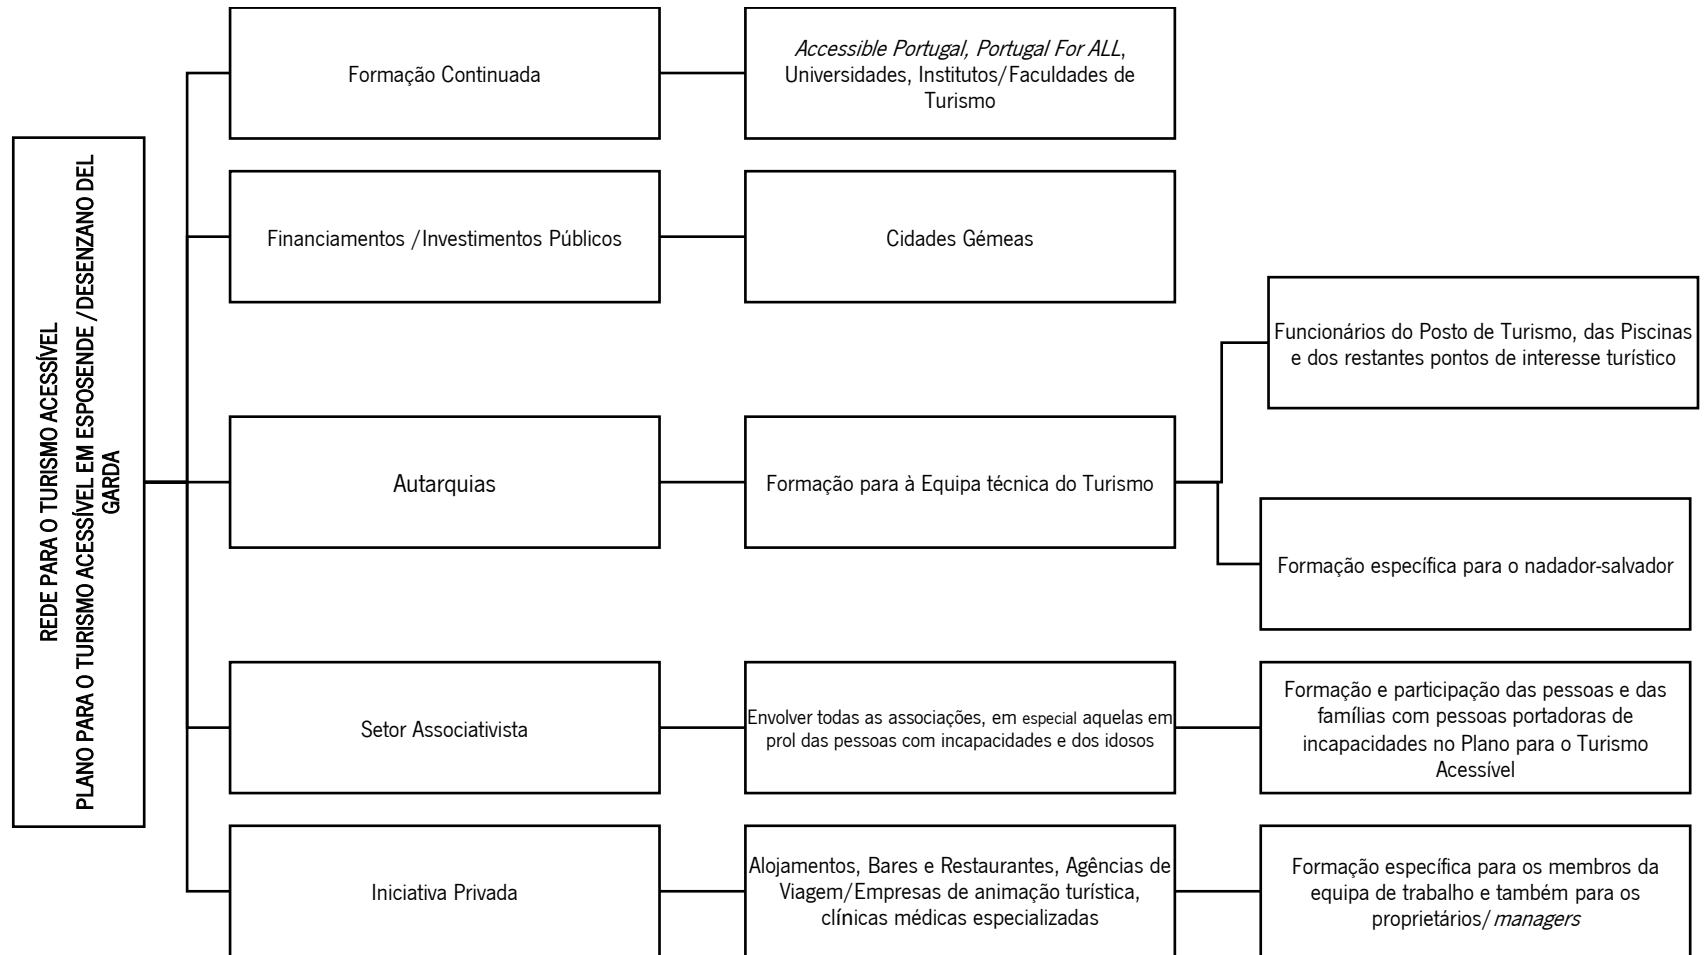 REDE PARA O TURISMO ACESSÍVEL
PLANO PARA O TURISMO ACESSÍVEL EM ESPOSENDE /DESENZANO DEL
GARDA
Formação Continuada
Accessible Portugal, Portugal For ALL,
Universidades, Institutos/Faculdades de
Turismo
Financiamentos /Investimentos Públicos
Cidades Gémeas
Autarquias
Formação para à Equipa técnica do Turismo
Funcionários do Posto de Turismo, das Piscinas
e dos restantes pontos de interesse turístico
Formação específica para o nadador-salvador
Setor Associativista
Envolver todas as associações, em especial aquelas em
prol das pessoas com incapacidades e dos idosos
Formação e participação das pessoas e das
famílias com pessoas portadoras de
incapacidades no Plano para o Turismo
Acessível
Iniciativa Privada
Alojamentos, Bares e Restaurantes, Agências de
Viagem/Empresas de animação turística,
clínicas médicas especializadas
Formação específica para os membros da
equipa de trabalho e também para os
proprietários/managers